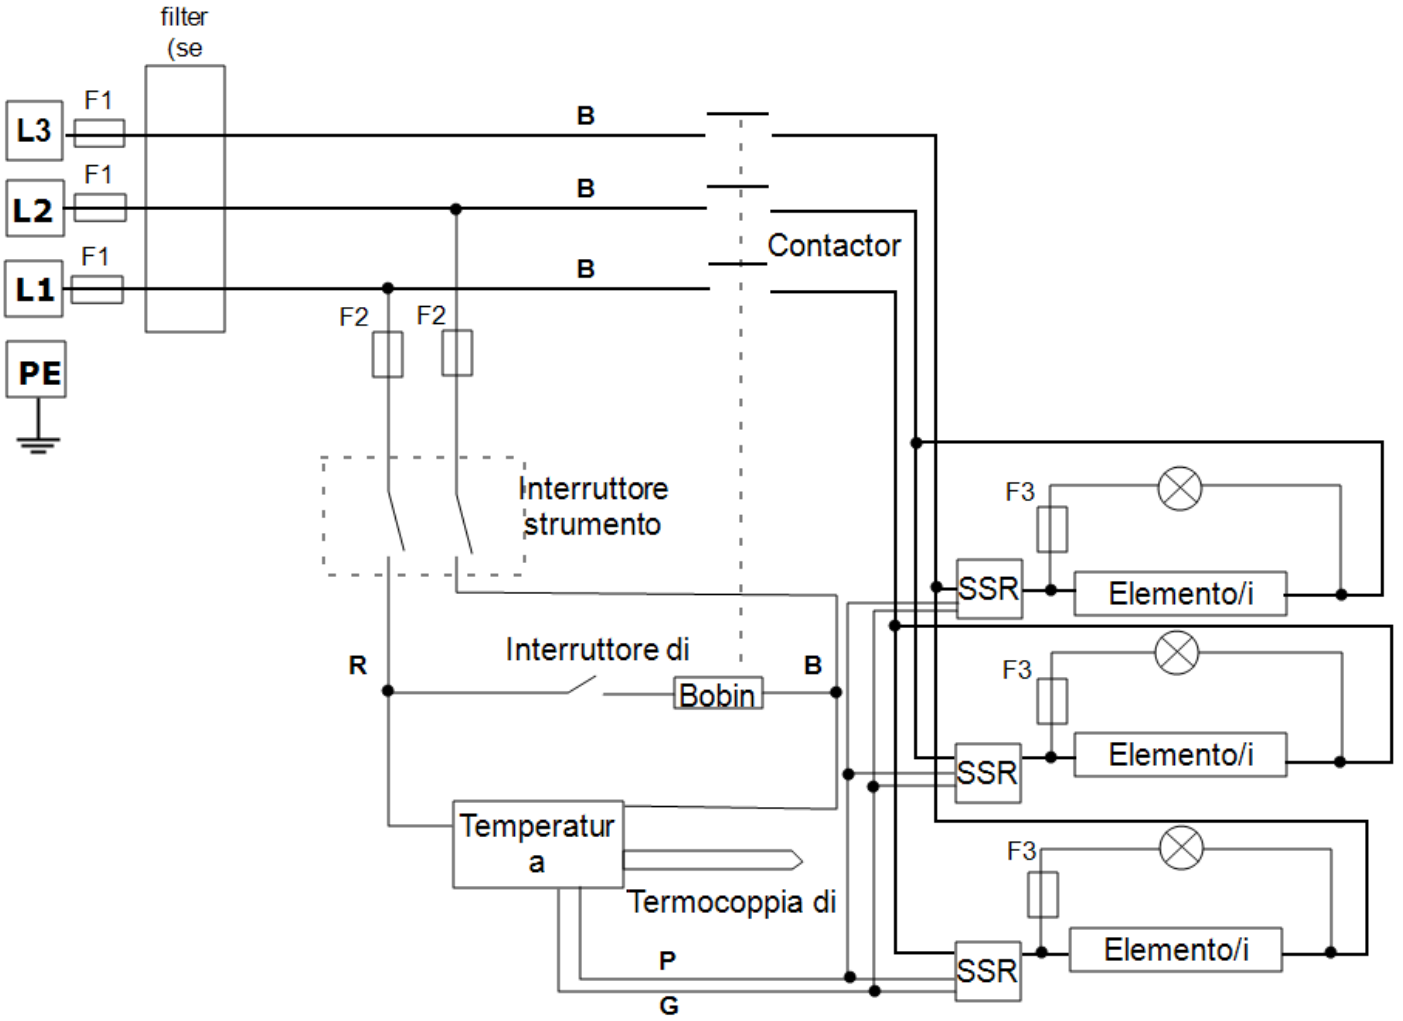 filter
(se
F1
L3
B
F1
L2
B
Contactor
F1
L1
B
F2
F2
PE
Interruttore
strumento
F3
SSR
Elemento/i
Interruttore di
R
B
Bobin
F3
SSR
Elemento/i
Temperatur
a
Termocoppia di
F3
SSR
Elemento/i
P
G